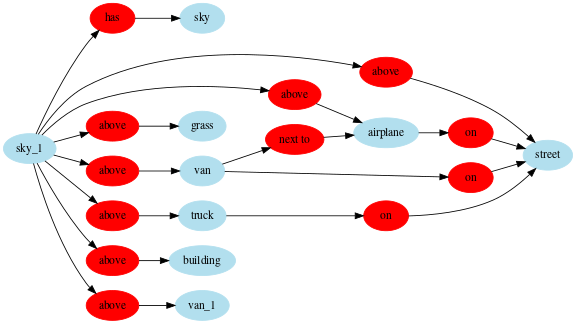 has
sky
above
above
above
grass
airplane
on
next to
sky_1
street
above
van
on
above
truck
on
above
building
above
van_1